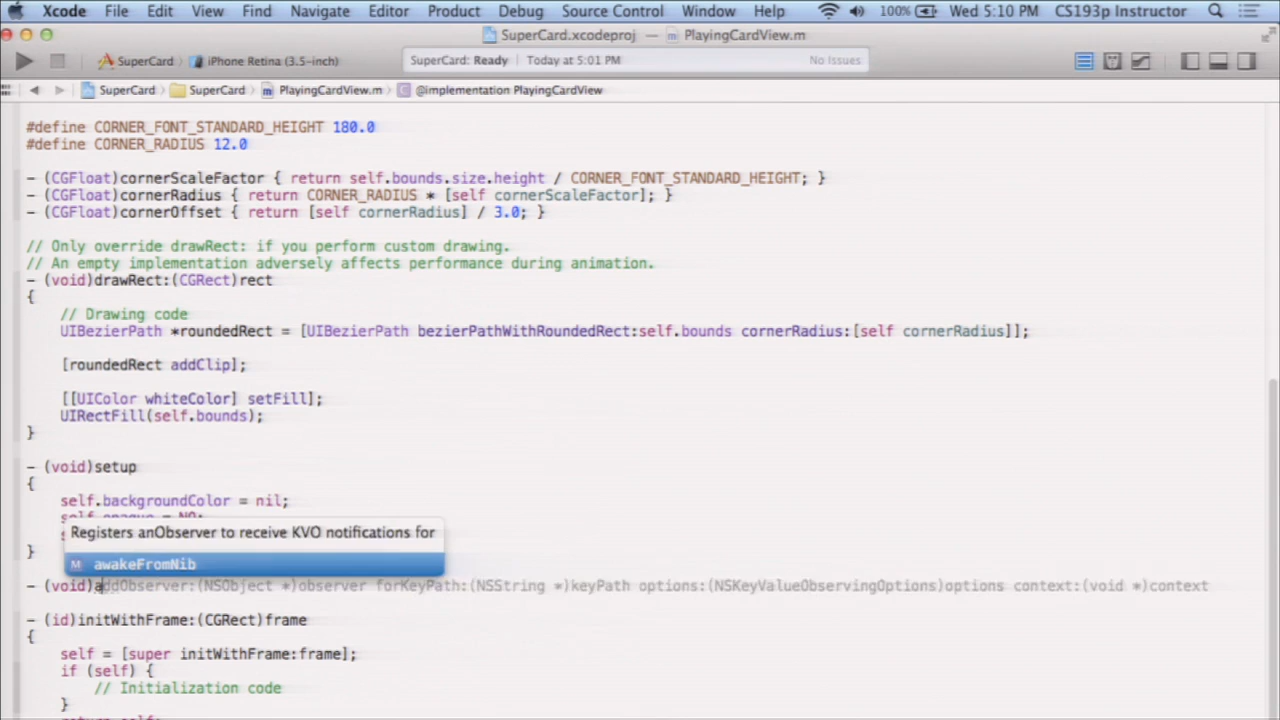 Xcode File Edit View Find Navigate Editor Product Debug Source Control Window Help 100% Wed 5:10 PM CS193p Instructor
SuperCard.xcodeproj — PlayingCardView.m
SuperCard iPhone Retina (3.5-inch) SuperCard: Ready Today at 5:01 PM No Issues
SuperCard SuperCard PlayingCardView.m @implementation PlayingCardView
#define CORNER_FONT_STANDARD_HEIGHT 180.0
#define CORNER_RADIUS 12.0
- (CGFloat)cornerScaleFactor { return self.bounds.size.height / CORNER_FONT_STANDARD_HEIGHT; }
- (CGFloat)cornerRadius { return CORNER_RADIUS * [self cornerScaleFactor]; }
- (CGFloat)cornerOffset { return [self cornerRadius] / 3.0; }
// Only override drawRect: if you perform custom drawing.
// An empty implementation adversely affects performance during animation.
- (void)drawRect:(CGRect)rect
{
// Drawing code
UIBezierPath *roundedRect = [UIBezierPath bezierPathWithRoundedRect:self.bounds cornerRadius:[self cornerRadius]];
[roundedRect addClip];
[[UIColor whiteColor] setFill];
UIRectFill(self.bounds);
}
- (void)setup
{
self.backgroundColor = nil;
self.opaque = NO;
Registers anObserver to receive KVO notifications for
}
M awakeFromNib
- (void)addObserver:(NSObject *)observer forKeyPath:(NSString *)keyPath options:(NSKeyValueObservingOptions)options context:(void *)context
- (id)initWithFrame:(CGRect)frame
{
self = [super initWithFrame:frame];
if (self) {
// Initialization code
}
return self;